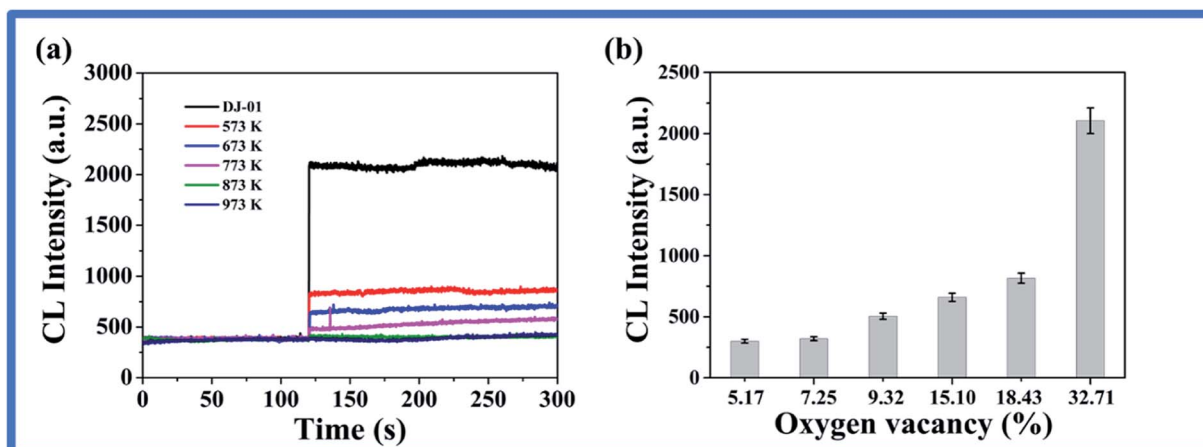 (a)
CL Intensity (a.u.)
3000
2500
2000
1500
1000
500
0
DJ-01
573 K
673 K
773 K
873 K
973 K
0 50 100 150 200 250 300
Time (s)
(b)
CL Intensity (a.u.)
2500
2000
1500
1000
500
0
5.17 7.25 9.32 15.10 18.43 32.71
Oxygen vacancy (%)